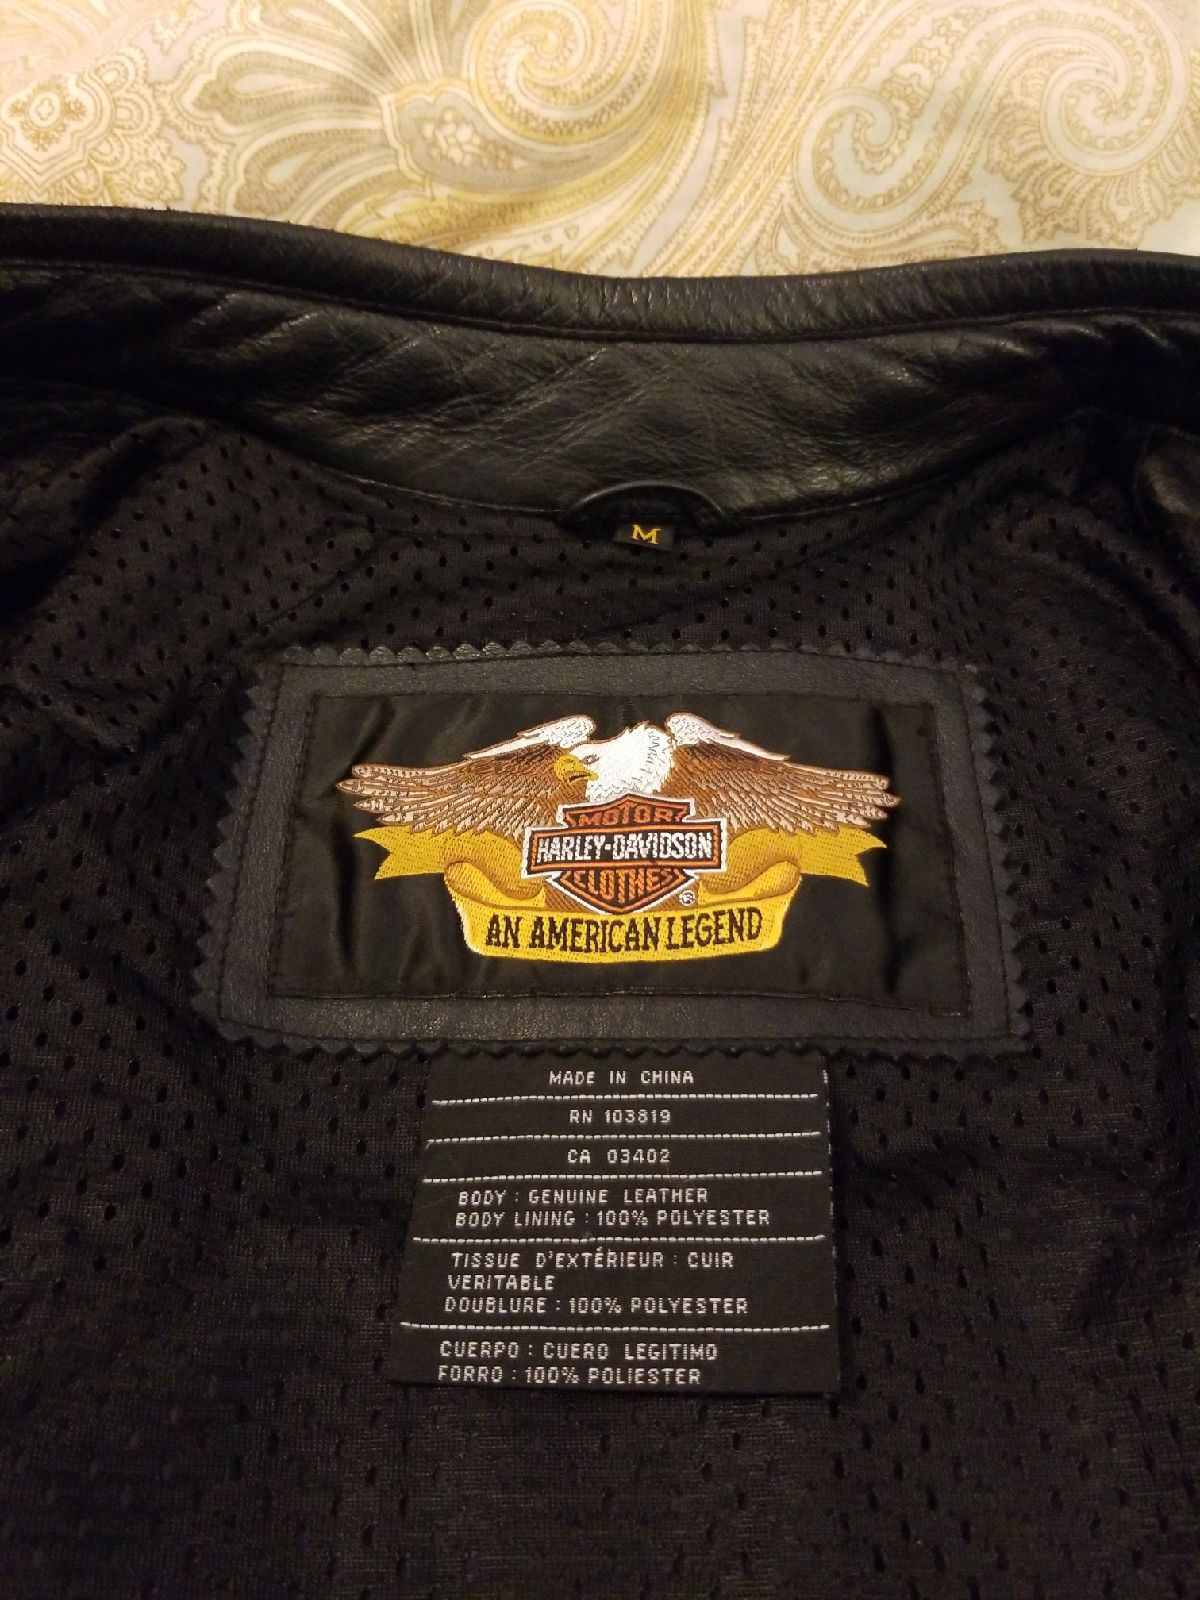 M
MOTOR
HARLEY-DAVIDSON
CLOTHES
®
AN AMERICAN LEGEND
MADE IN CHINA
RN 103819
CA 03402
BODY : GENUINE LEATHER
BODY LINING : 100% POLYESTER
TISSUE D'EXTÉRIEUR : CUIR
VERITABLE
DOUBLURE : 100% POLYESTER
CUERPO : CUERO LEGITIMO
FORRO : 100% POLIESTER